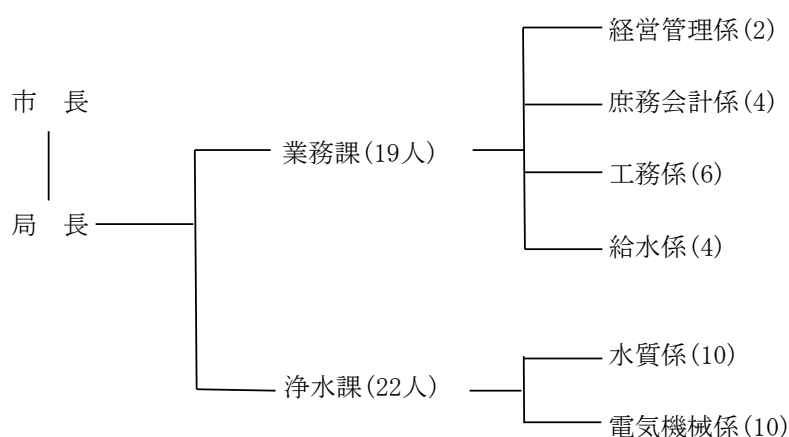 経営管理係(2)
市　長
庶務会計係(4)
業務課(19人)
工務係(6)
局　長
給水係(4)
水質係(10)
浄水課(22人)
電気機械係(10)